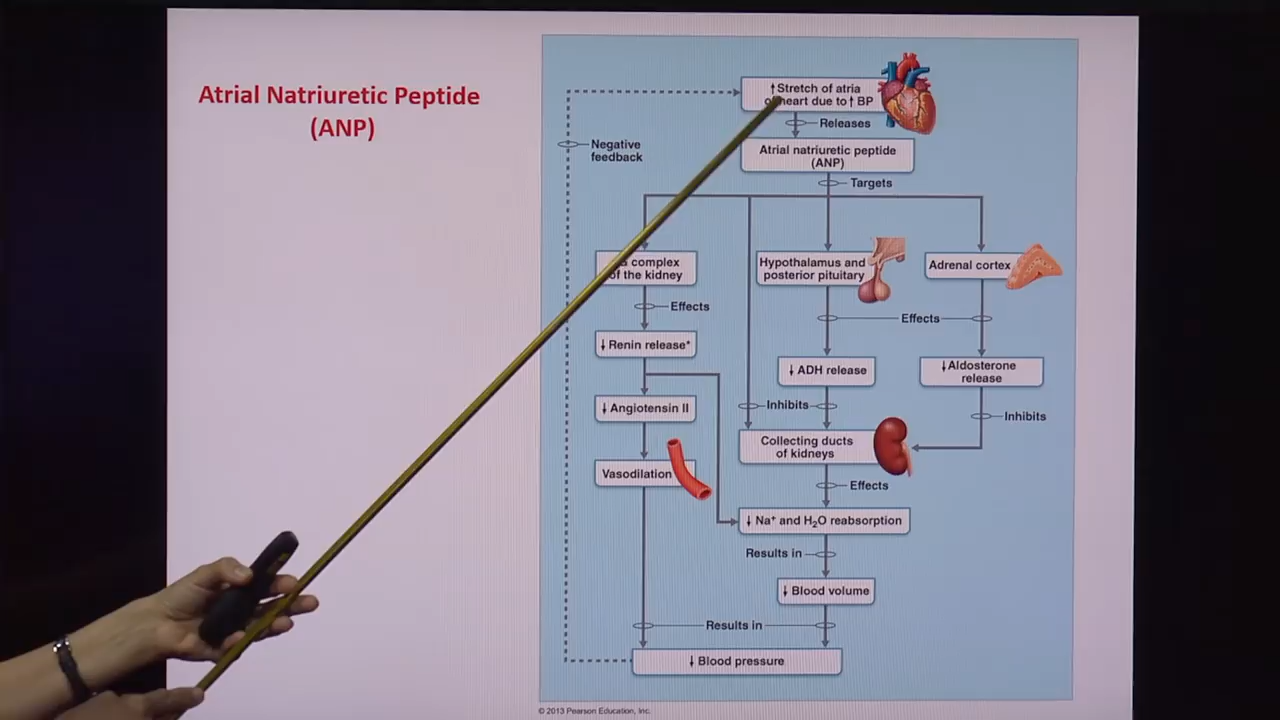 Atrial Natriuretic Peptide
(ANP)
↑Stretch of atria
heart due to↑ BP
Releases
Atrial natriuretic peptide
(ANP)
Targets
Negative
feedback
complex
of the kidney
Hypothalamus and
posterior pituitary
Adrenal cortex
Effects
Effects
↓ Renin release*
↓ ADH release
↓Aldosterone
release
↓ Angiotensin II
Inhibits
Inhibits
Collecting ducts
of kidneys
Vasodilation
Effects
↓ Na⁺ and H₂O reabsorption
Results in
↓ Blood volume
Results in
↓ Blood pressure
© 2013 Pearson Education, Inc.